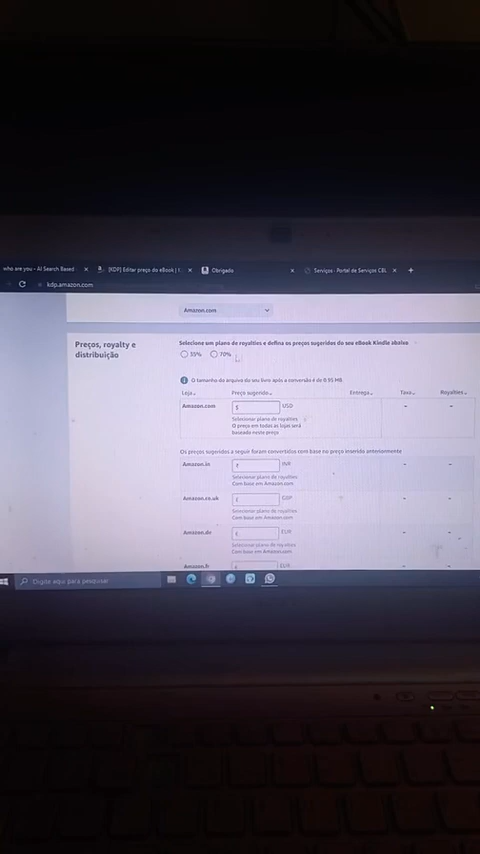 who are you - AI Search Based
[KDP] Editar preço do eBook |
Obrigado
Serviços - Portal de Serviços CBL
kdp.amazon.com
Amazon.com
Preços, royalty e distribuição
Selecione um plano de royalties e defina os preços sugeridos do seu eBook Kindle abaixo
35% 70%
O tamanho do arquivo do seu livro após a conversão é de 0.95 MB.
Loja Preço sugerido Entrega Taxa Royalties
Amazon.com $ USD - -
Selecionar plano de royalties
O preço em todas as lojas será
baseado neste preço
Os preços sugeridos a seguir foram convertidos com base no preço inserido anteriormente
Amazon.in ₹ INR - -
Selecionar plano de royalties
Com base em Amazon.com
Amazon.co.uk £ GBP - -
Selecionar plano de royalties
Com base em Amazon.com
Amazon.de € EUR - -
Selecionar plano de royalties
Com base em Amazon.com
Amazon.fr € EUR - -
Digite aqui para pesquisar